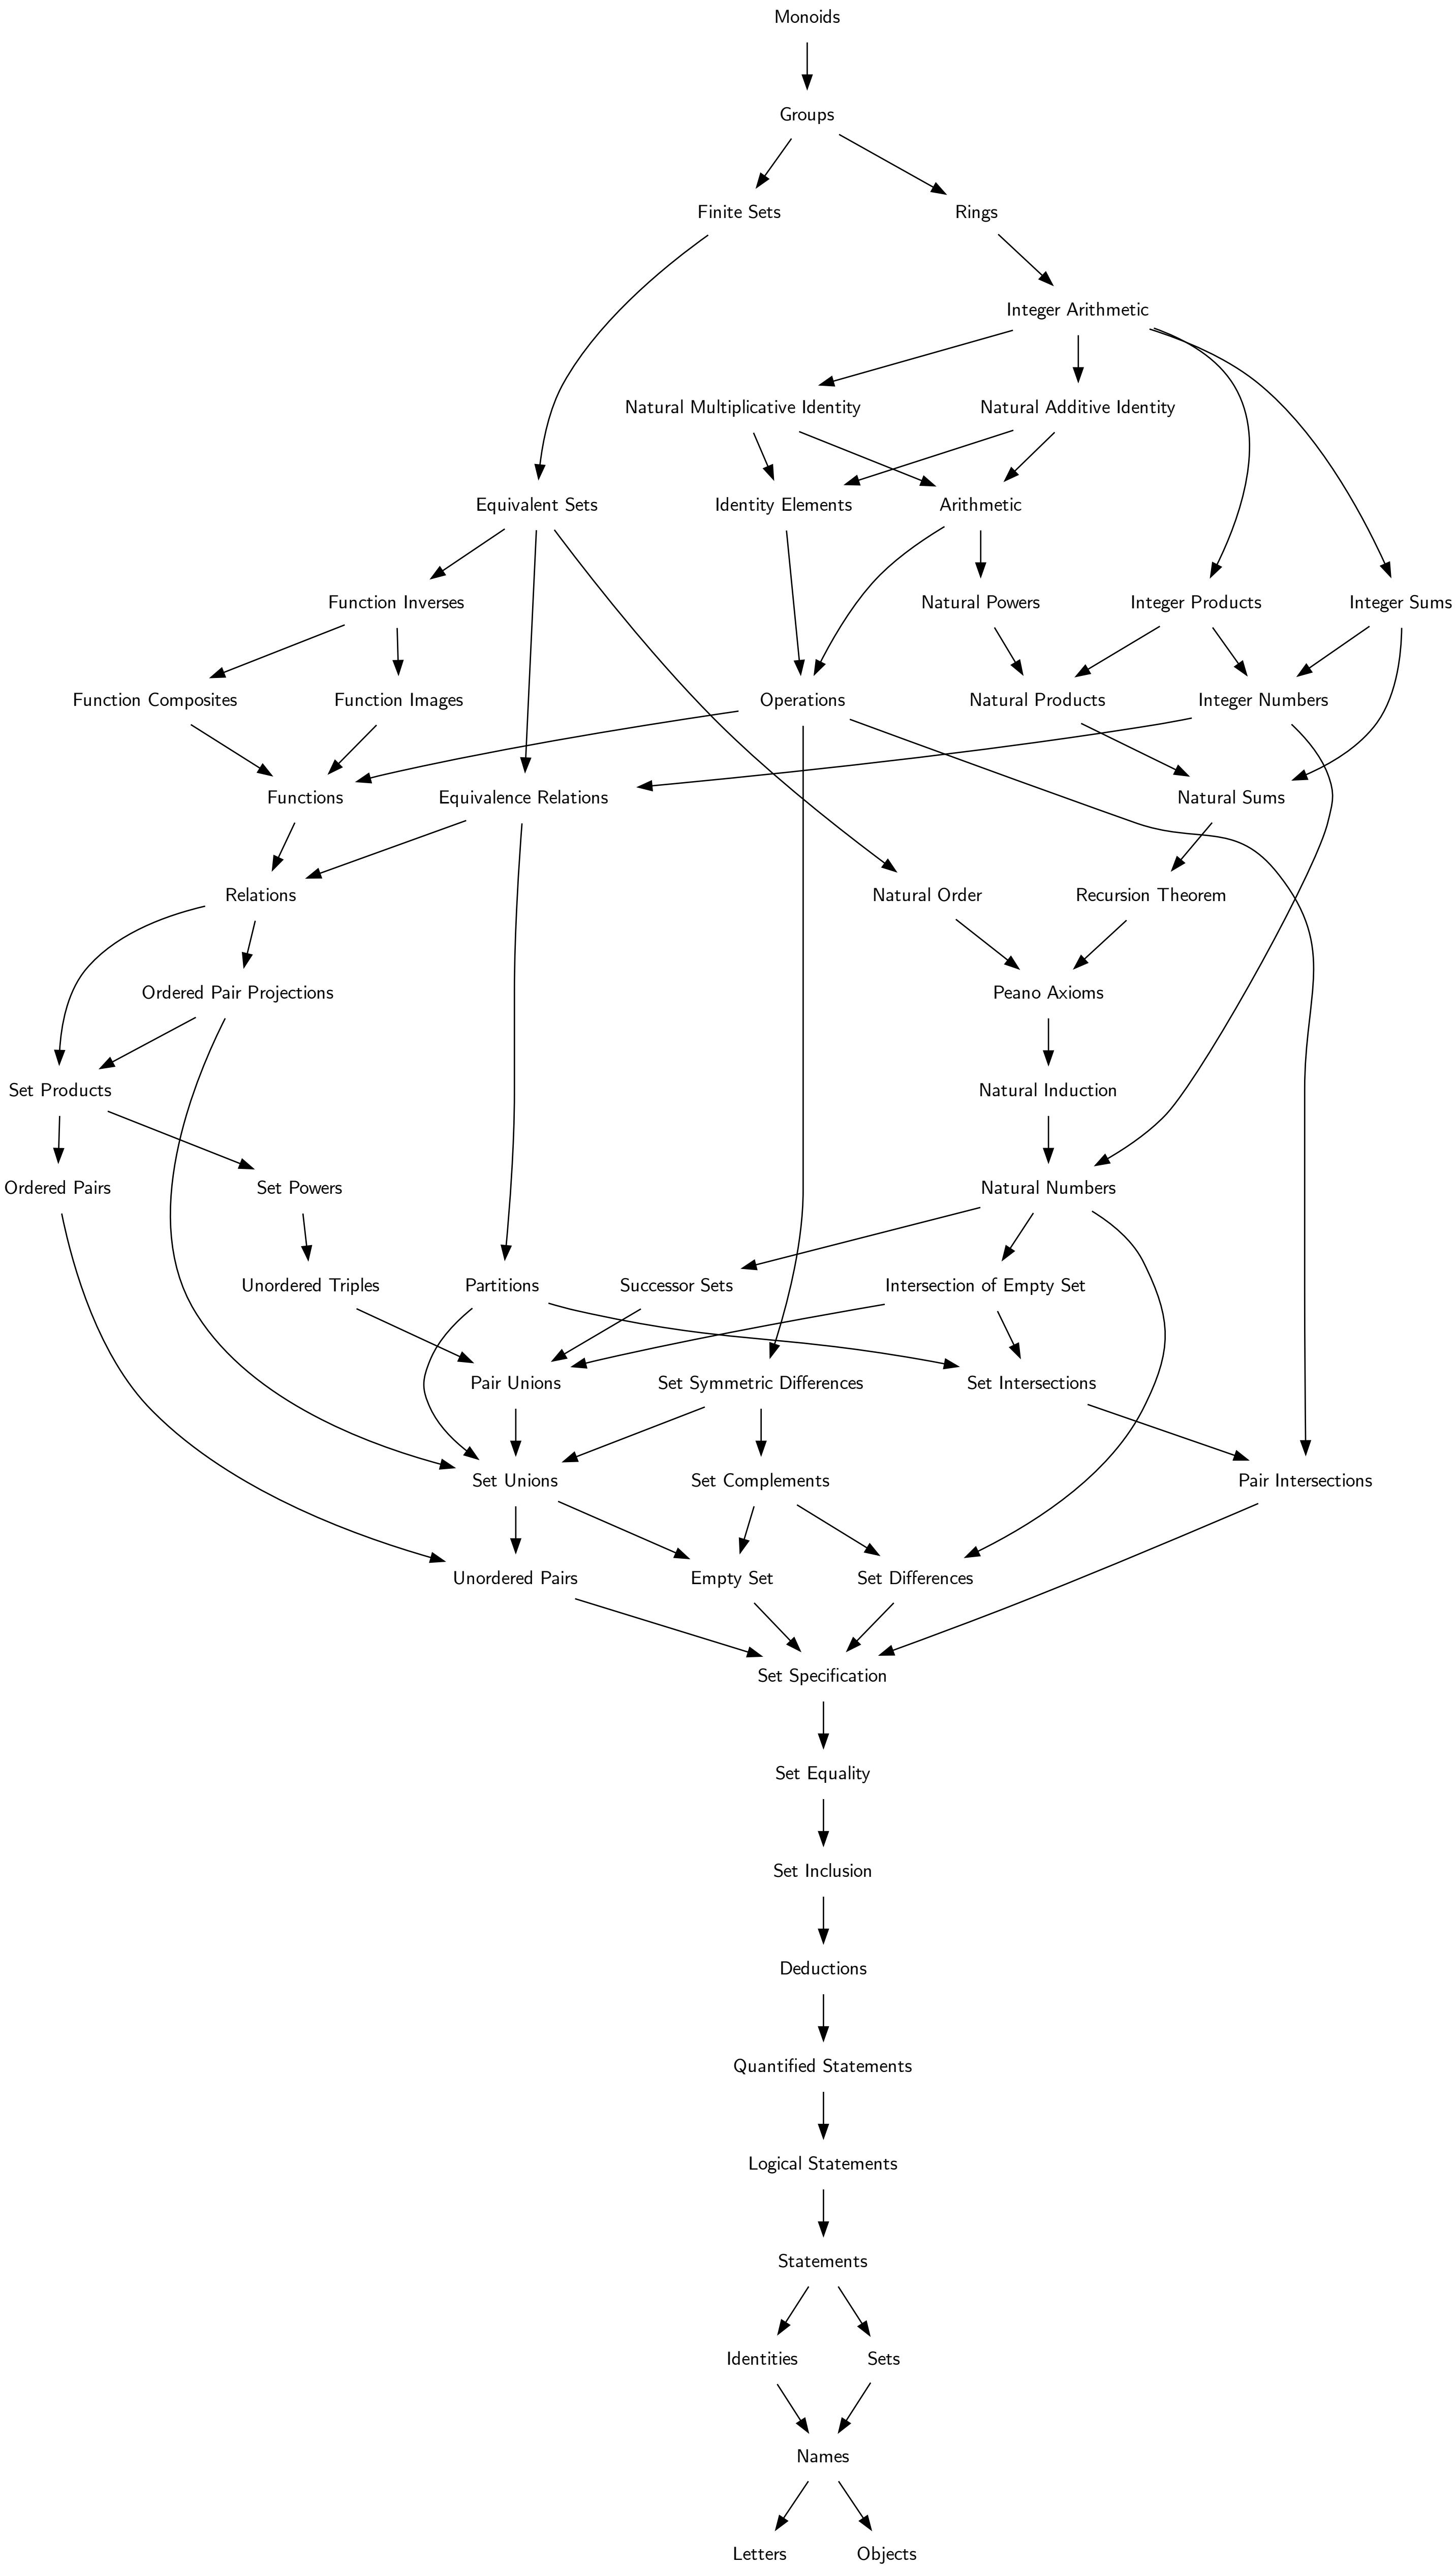 Monoids
Groups
Finite Sets
Rings
Integer Arithmetic
Natural Multiplicative Identity
Natural Additive Identity
Equivalent Sets
Identity Elements
Arithmetic
Function Inverses
Natural Powers
Integer Products
Integer Sums
Function Composites
Function Images
Operations
Natural Products
Integer Numbers
Functions
Equivalence Relations
Natural Sums
Relations
Natural Order
Recursion Theorem
Ordered Pair Projections
Peano Axioms
Set Products
Natural Induction
Ordered Pairs
Set Powers
Natural Numbers
Unordered Triples
Partitions
Successor Sets
Intersection of Empty Set
Pair Unions
Set Symmetric Differences
Set Intersections
Set Unions
Set Complements
Pair Intersections
Unordered Pairs
Empty Set
Set Differences
Set Specification
Set Equality
Set Inclusion
Deductions
Quantified Statements
Logical Statements
Statements
Identities
Sets
Names
Letters
Objects